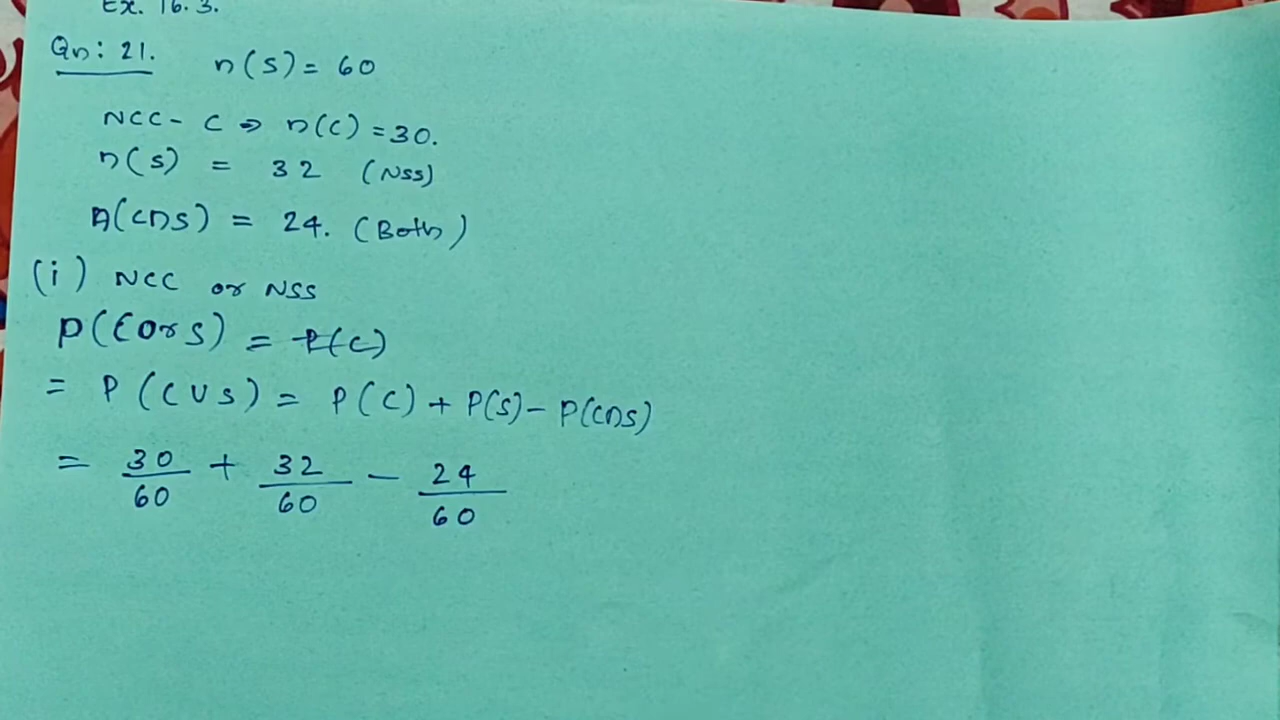 Ex. 16.3.
Qn: 21. n(S) = 60
NCC - C ⇒ n(C) = 30.
n(S) = 32 (NSS)
n(C∩S) = 24. (Both)
(i) NCC or NSS
P(C or S) = P(C)
= P(C∪S) = P(C) + P(S) - P(C∩S)
= 30/60 + 32/60 - 24/60